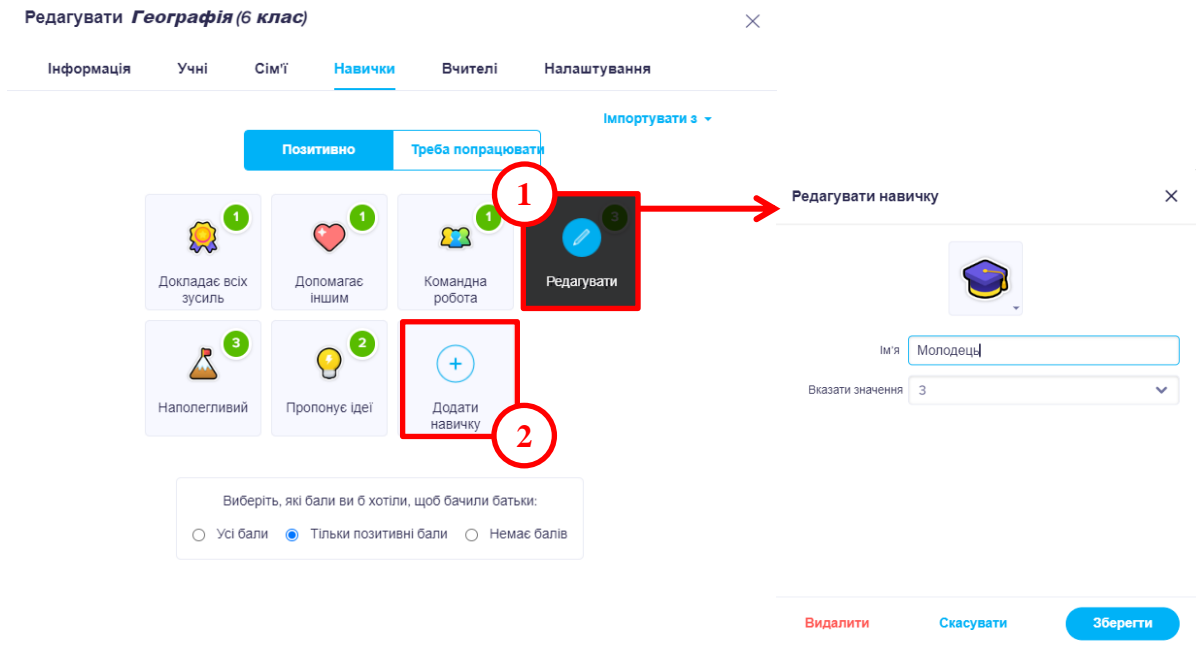 Редагувати Географія (6 клас)
Інформація Учні Сім'ї Навички Вчителі Налаштування
Імпортувати з
Позитивно Треба попрацювати
1
1 1 1 3
Докладає всіх
зусиль
Допомагає
іншим
Командна
робота
Редагувати
3 2
Наполегливий
Пропонує ідеї
Додати
навичку
2
Виберіть, які бали ви б хотіли, щоб бачили батьки:
Усі бали Тільки позитивні бали Немає балів
Редагувати навичку
Ім'я Молодець
Вказати значення 3
Видалити Скасувати Зберегти